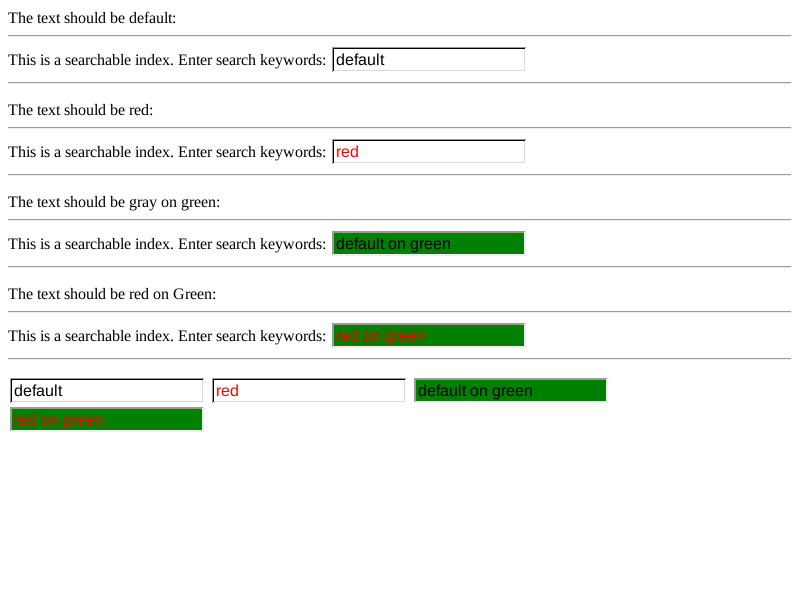 The text should be default:
This is a searchable index. Enter search keywords: default
The text should be red:
This is a searchable index. Enter search keywords: red
The text should be gray on green:
This is a searchable index. Enter search keywords: default on green
The text should be red on Green:
This is a searchable index. Enter search keywords: red on green
default red default on green
red on green